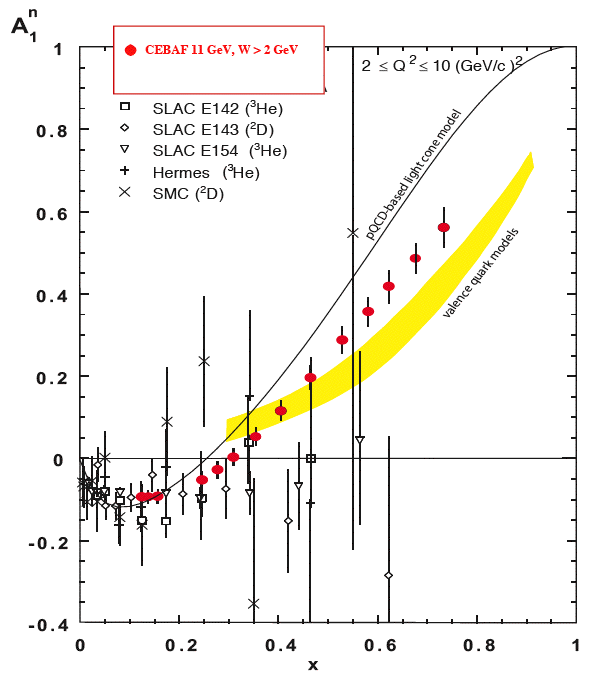 A₁ⁿ
CEBAF 11 GeV, W > 2 GeV
2 ≤ Q² ≤ 10 (GeV/c)²
SLAC E142 (³He)
SLAC E143 (²D)
SLAC E154 (³He)
Hermes (³He)
SMC (²D)
pQCD-based light cone model
valence quark models
1
0.8
0.6
0.4
0.2
0
-0.2
-0.4
0 0.2 0.4 0.6 0.8 1
x